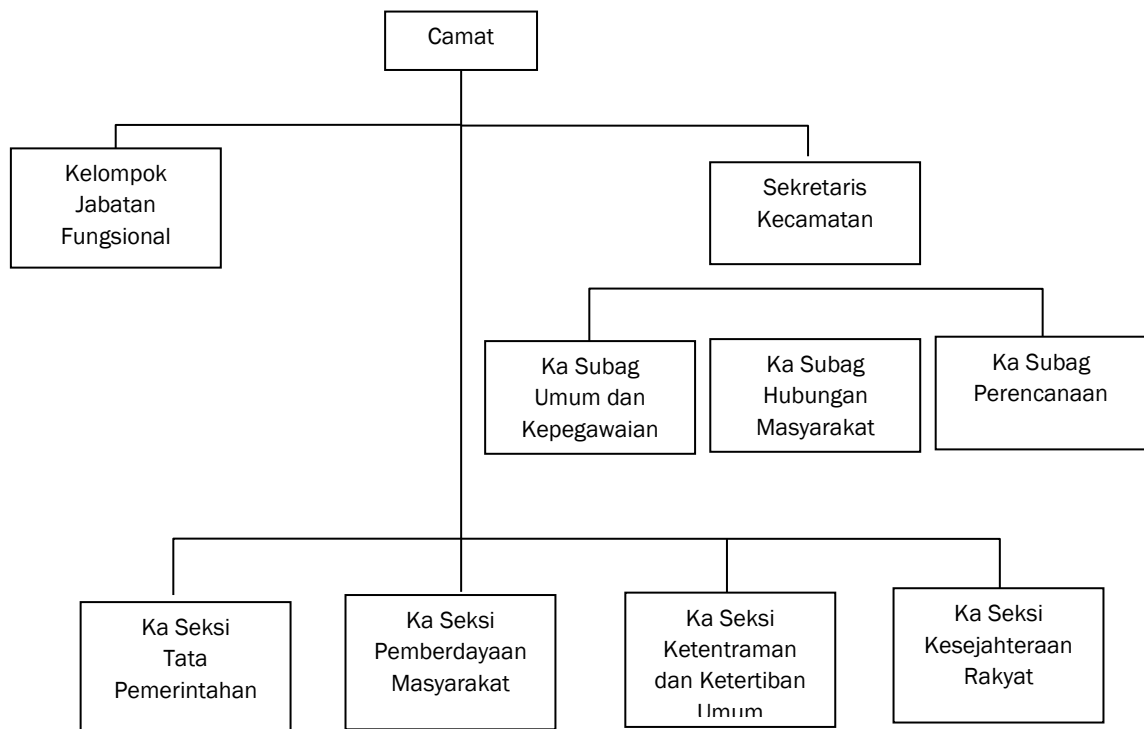 Camat
Kelompok
Jabatan
Fungsional
Sekretaris
Kecamatan
Ka Subag
Umum dan
Kepegawaian
Ka Subag
Hubungan
Masyarakat
Ka Subag
Perencanaan
Ka Seksi
Tata
Pemerintahan
Ka Seksi
Pemberdayaan
Masyarakat
Ka Seksi
Ketentraman
dan Ketertiban
Umum
Ka Seksi
Kesejahteraan
Rakyat